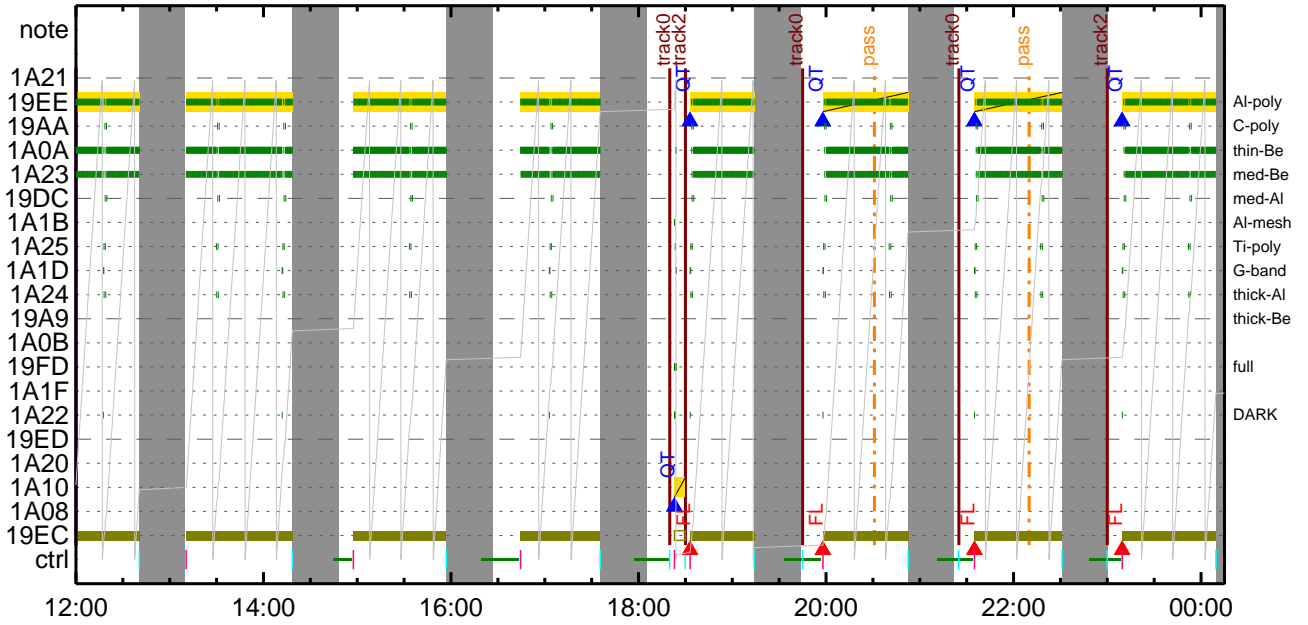 note
track0
track2
track0
pass
track0
pass
track2
1A21
QT
QT
QT
QT
19EE
Al-poly
19AA
C-poly
1A0A
thin-Be
1A23
med-Be
19DC
med-Al
1A1B
Al-mesh
1A25
Ti-poly
1A1D
G-band
1A24
thick-Al
19A9
thick-Be
1A0B
19FD
full
1A1F
1A22
DARK
19ED
1A20
QT
1A10
1A08
FL
FL
FL
FL
19EC
ctrl
12:00
14:00
16:00
18:00
20:00
22:00
00:00